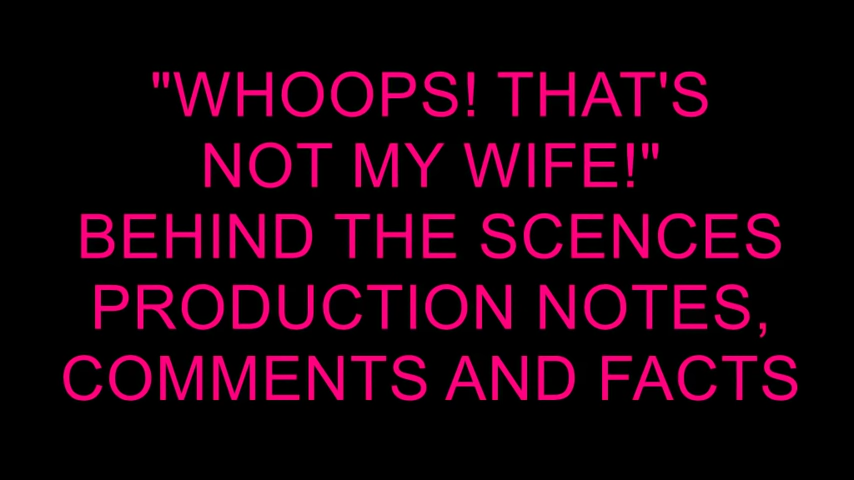 "WHOOPS! THAT'S
NOT MY WIFE!"
BEHIND THE SCENCES
PRODUCTION NOTES,
COMMENTS AND FACTS